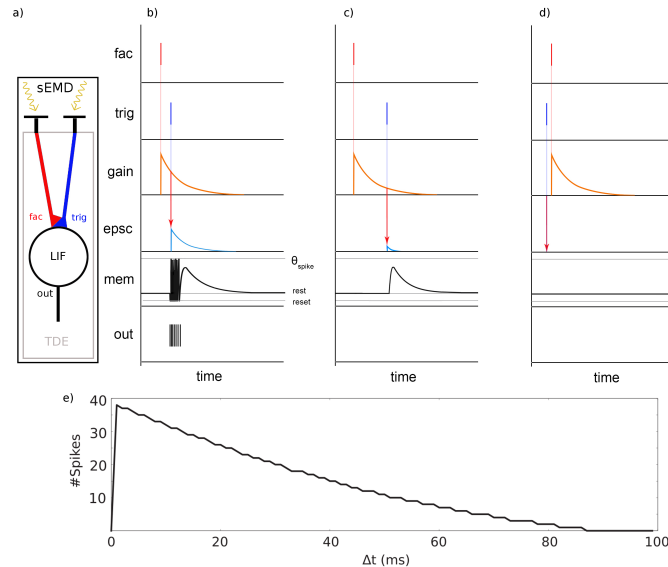 a)
b)
c)
d)
sEMD
fac
trig
LIF
out
TDE
fac
trig
gain
epsc
mem
out
θspike
rest
reset
time
time
time
e)
#Spikes
40
30
20
10
0
20
40
60
80
100
Δt (ms)